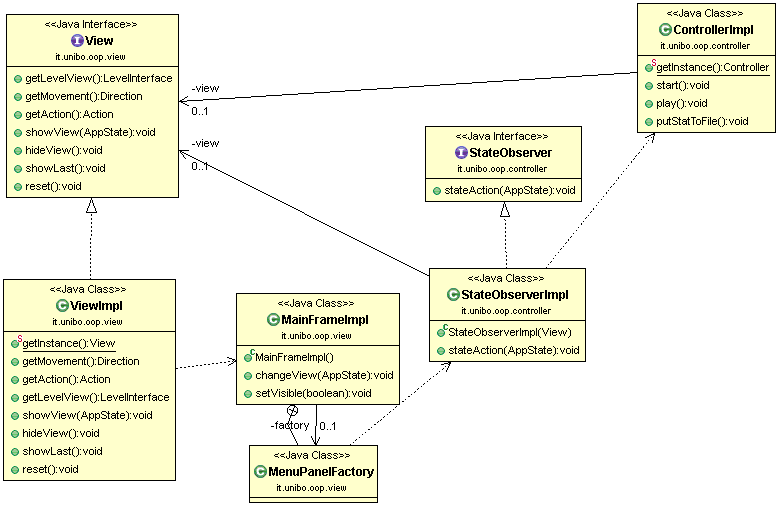 <<Java Interface>>
I View
it.unibo.oop.view
getLevelView():LevelInterface
getMovement():Direction
getAction():Action
showView(AppState):void
hideView():void
showLast():void
reset():void
-view
0..1
-view
0..1
<<Java Class>>
C ControllerImpl
it.unibo.oop.controller
S getInstance():Controller
start():void
play():void
putStatToFile():void
<<Java Interface>>
I StateObserver
it.unibo.oop.controller
stateAction(AppState):void
<<Java Class>>
C ViewImpl
it.unibo.oop.view
S getInstance():View
getMovement():Direction
getAction():Action
getLevelView():LevelInterface
showView(AppState):void
hideView():void
showLast():void
reset():void
<<Java Class>>
C MainFrameImpl
it.unibo.oop.view
C MainFrameImpl()
changeView(AppState):void
setVisible(boolean):void
-factory
0..1
<<Java Class>>
C StateObserverImpl
it.unibo.oop.controller
C StateObserverImpl(View)
stateAction(AppState):void
<<Java Class>>
C MenuPanelFactory
it.unibo.oop.view